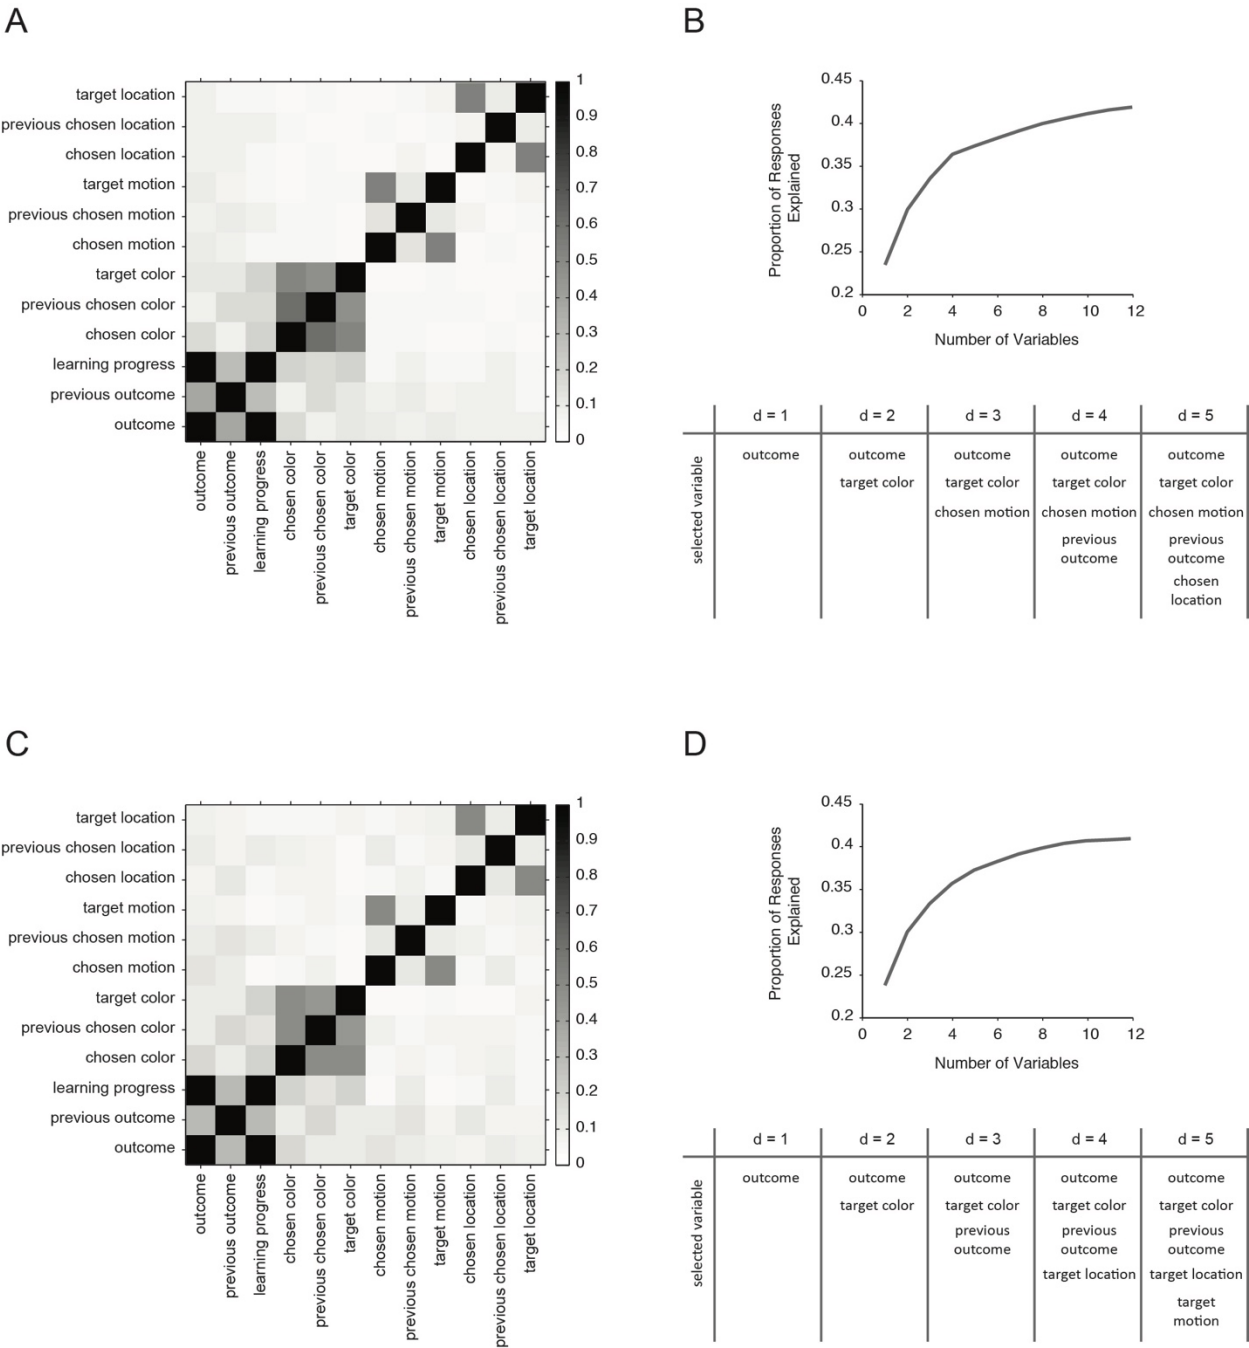 A
target location
previous chosen location
chosen location
target motion
previous chosen motion
chosen motion
target color
previous chosen color
chosen color
learning progress
previous outcome
outcome
outcome
previous outcome
learning progress
chosen color
previous chosen color
target color
chosen motion
previous chosen motion
target motion
chosen location
previous chosen location
target location
1
0.9
0.8
0.7
0.6
0.5
0.4
0.3
0.2
0.1
0
B
Proportion of Responses
Explained
0.45
0.4
0.35
0.3
0.25
0.2
0 2 4 6 8 10 12
Number of Variables
d = 1 d = 2 d = 3 d = 4 d = 5
selected variable
outcome outcome outcome outcome outcome
target color target color target color target color
chosen motion chosen motion chosen motion
previous previous
outcome outcome
chosen
location
C
target location
previous chosen location
chosen location
target motion
previous chosen motion
chosen motion
target color
previous chosen color
chosen color
learning progress
previous outcome
outcome
outcome
previous outcome
learning progress
chosen color
previous chosen color
target color
chosen motion
previous chosen motion
target motion
chosen location
previous chosen location
target location
1
0.9
0.8
0.7
0.6
0.5
0.4
0.3
0.2
0.1
0
D
Proportion of Responses
Explained
0.45
0.4
0.35
0.3
0.25
0.2
0 2 4 6 8 10 12
Number of Variables
d = 1 d = 2 d = 3 d = 4 d = 5
selected variable
outcome outcome outcome outcome outcome
target color target color target color target color
previous previous previous
outcome outcome outcome
target location target location
target
motion